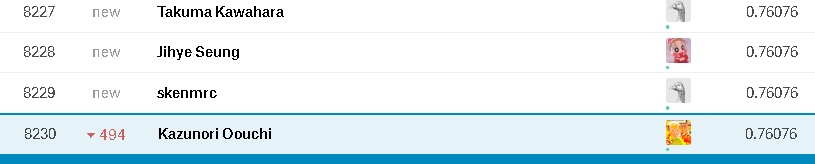 8227 new Takuma Kawahara 0.76076
8228 new Jihye Seung 0.76076
8229 new skenmrc 0.76076
8230 494 Kazunori Oouchi 0.76076